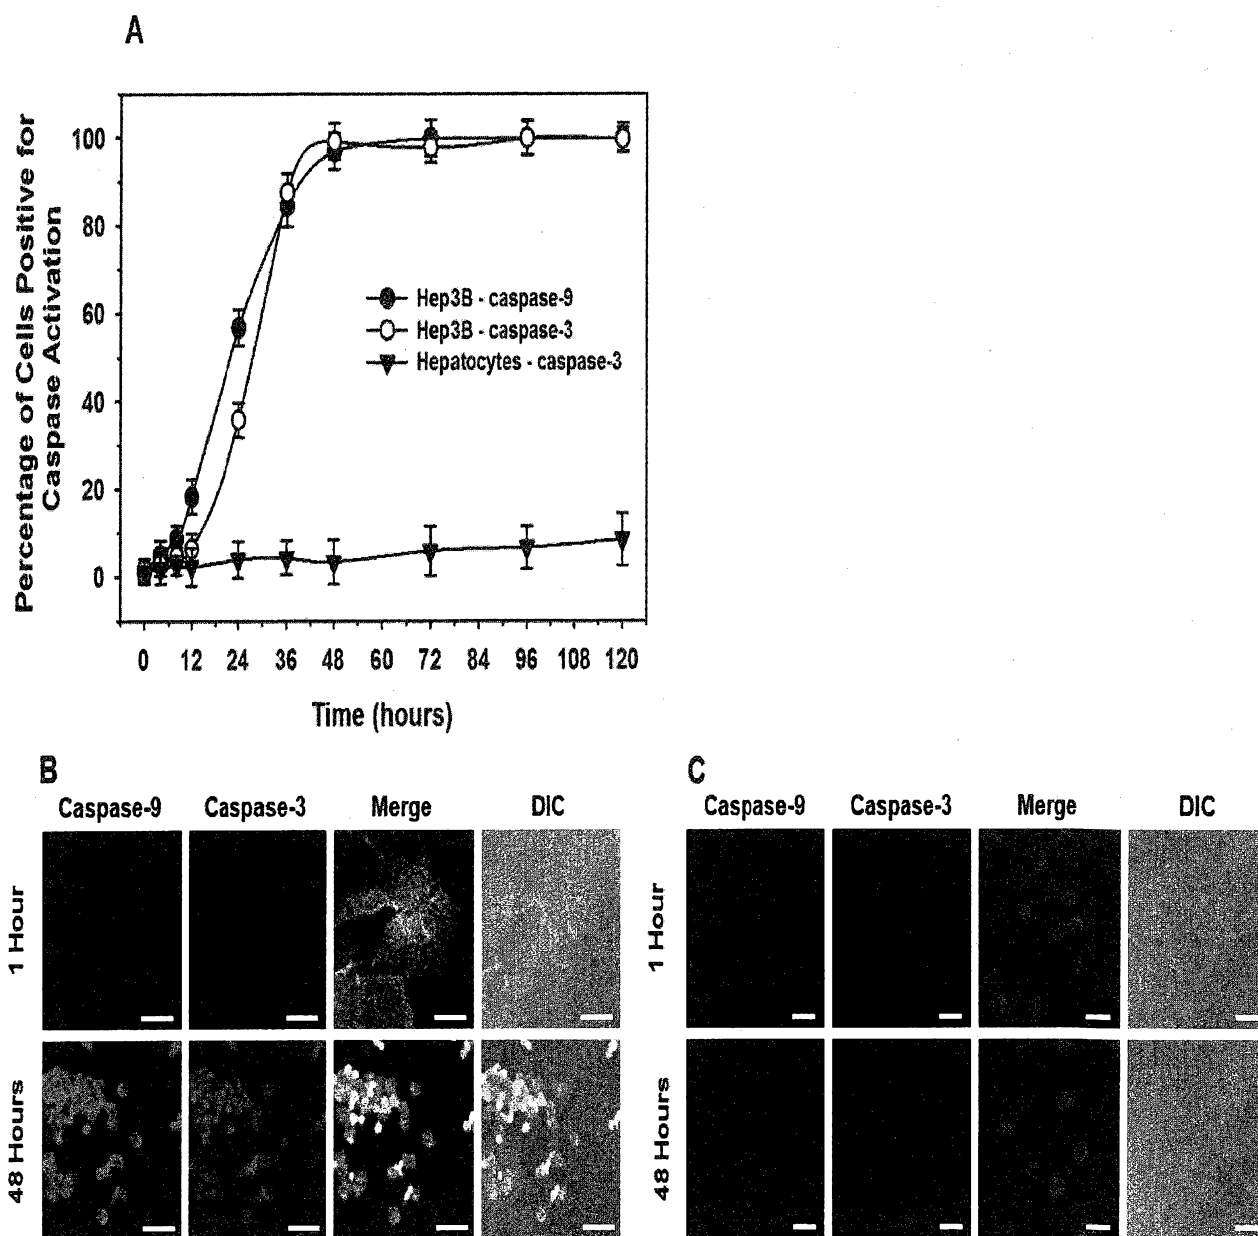 A
Percentage of Cells Positive for
Caspase Activation
100
80
60
40
20
0
Hep3B - caspase-9
Hep3B - caspase-3
Hepatocytes - caspase-3
0 12 24 36 48 60 72 84 96 108 120
Time (hours)
B
Caspase-9 Caspase-3 Merge DIC
1 Hour
48 Hours
C
Caspase-9 Caspase-3 Merge DIC
1 Hour
48 Hours